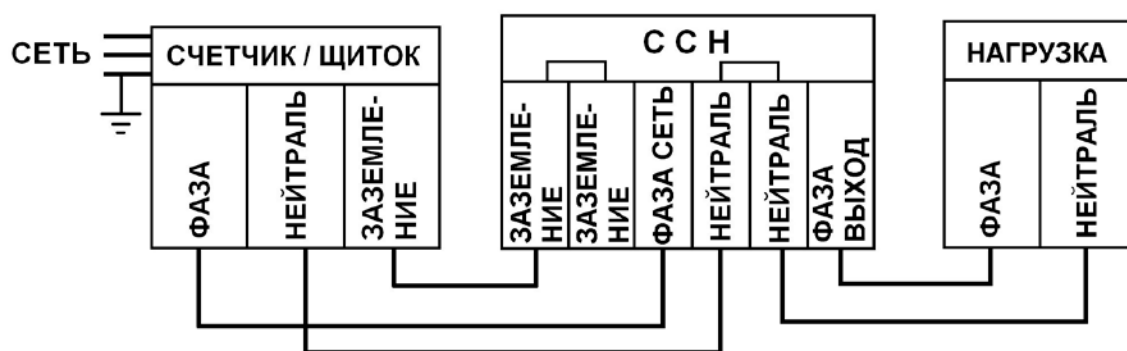 СЕТЬ
СЧЕТЧИК / ЩИТОК
ФАЗА
НЕЙТРАЛЬ
ЗАЗЕМЛЕ-
НИЕ
С С Н
ЗАЗЕМЛЕ-
НИЕ
ЗАЗЕМЛЕ-
НИЕ
ФАЗА СЕТЬ
НЕЙТРАЛЬ
НЕЙТРАЛЬ
ФАЗА
ВЫХОД
НАГРУЗКА
ФАЗА
НЕЙТРАЛЬ